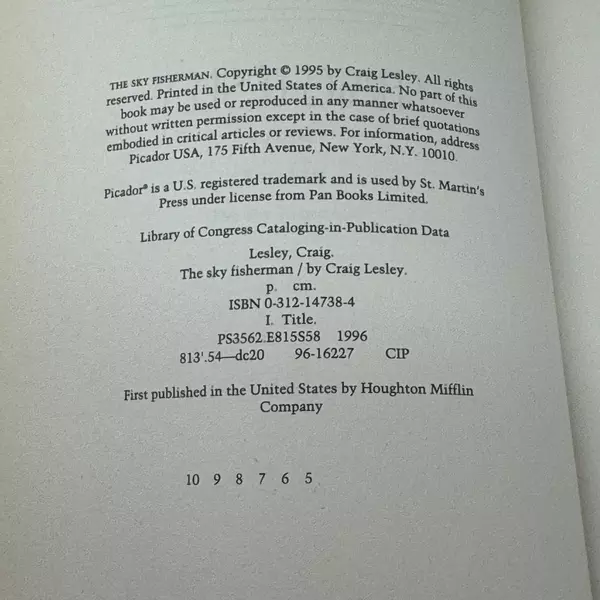 THE SKY FISHERMAN. Copyright © 1995 by Craig Lesley. All rights
reserved. Printed in the United States of America. No part of this
book may be used or reproduced in any manner whatsoever
without written permission except in the case of brief quotations
embodied in critical articles or reviews. For information, address
Picador USA, 175 Fifth Avenue, New York, N.Y. 10010.
Picador® is a U.S. registered trademark and is used by St. Martin's
Press under license from Pan Books Limited.
Library of Congress Cataloging-in-Publication Data
Lesley, Craig.
The sky fisherman / by Craig Lesley.
p. cm.
ISBN 0-312-14738-4
I. Title.
PS3562.E815S58 1996
813'.54—dc20 96-16227 CIP
First published in the United States by Houghton Mifflin
Company
10 9 8 7 6 5